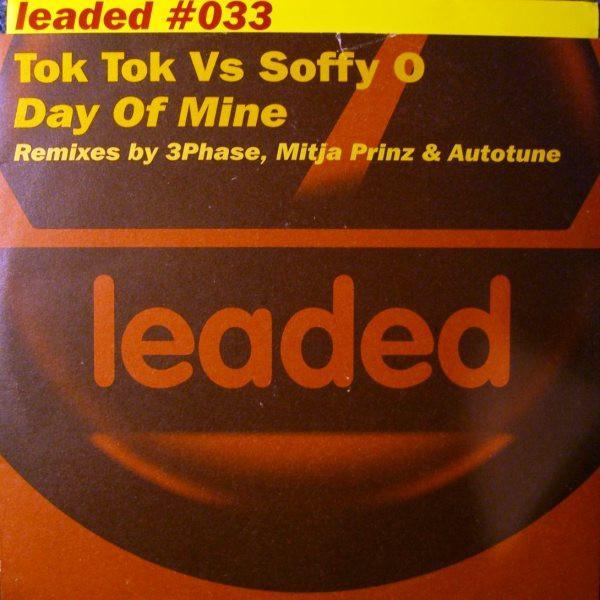 leaded #033
Tok Tok Vs Soffy O
Day Of Mine
Remixes by 3Phase, Mitja Prinz & Autotune
leaded